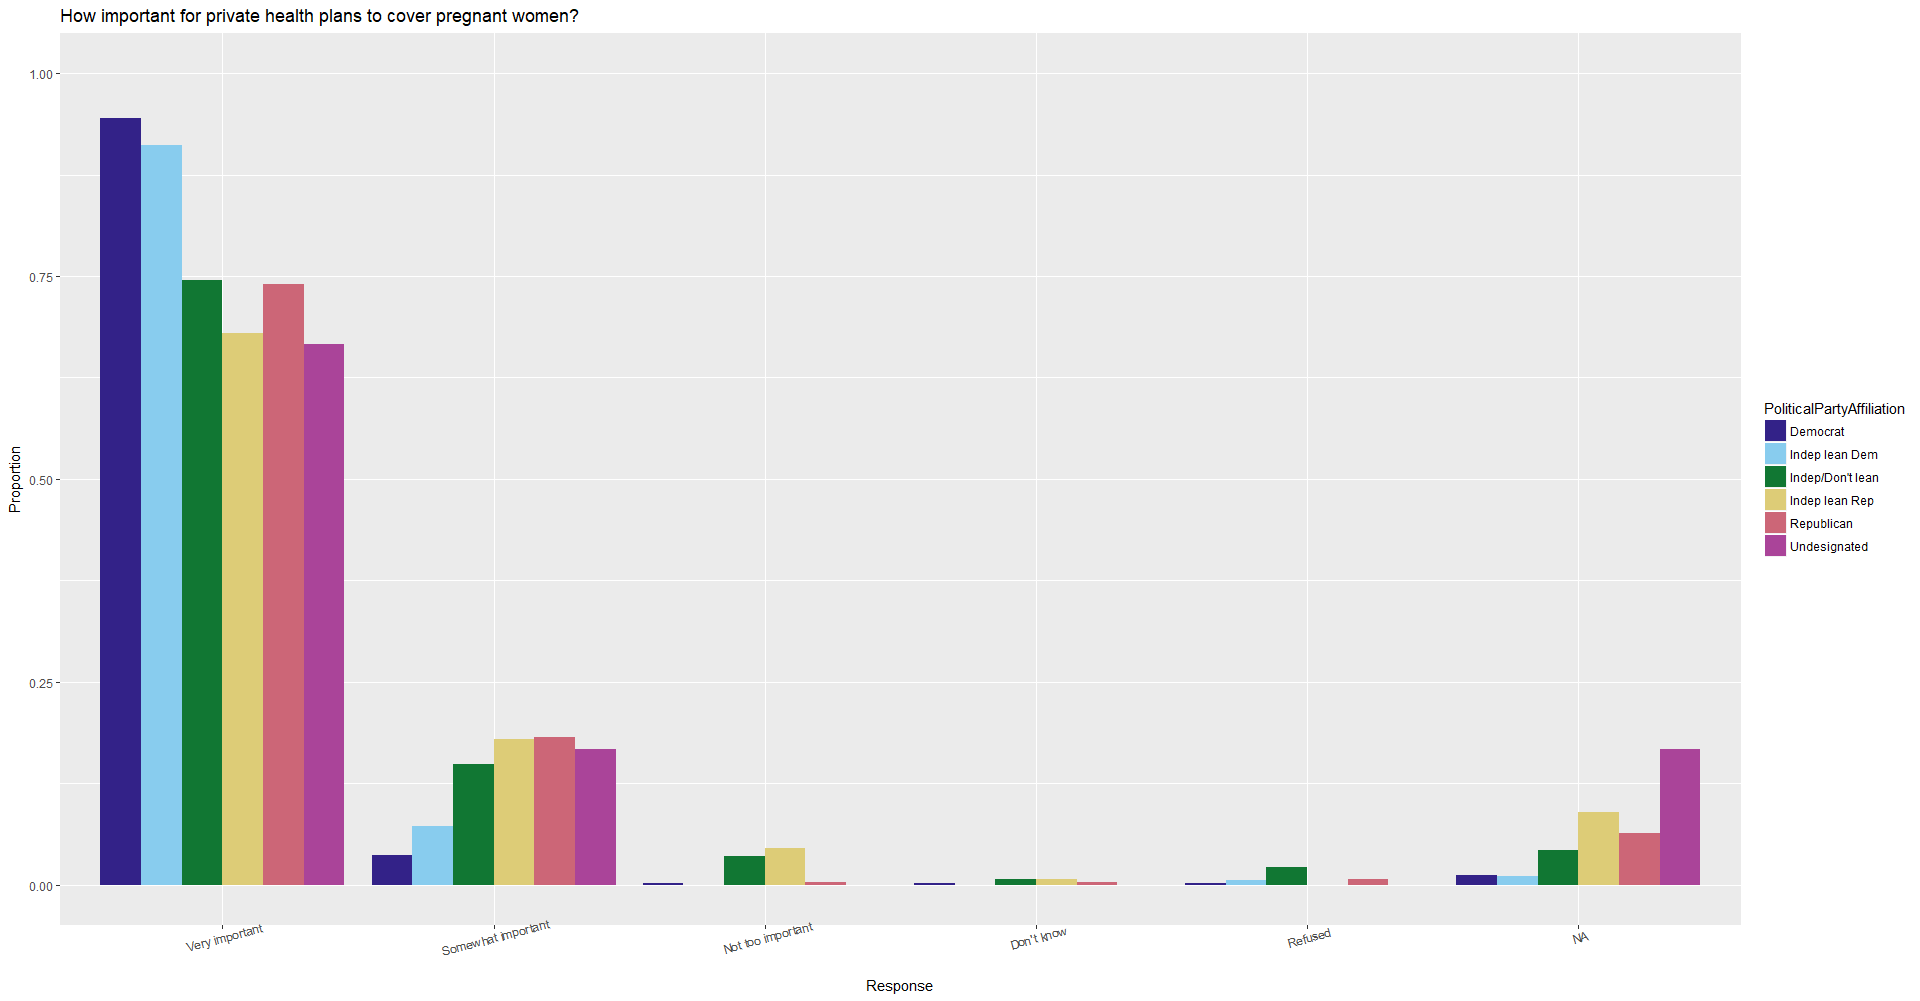 How important for private health plans to cover pregnant women?
1.00
0.75
0.50
0.25
0.00
Proportion
Very important
Somewhat important
Not too important
Don't know
Refused
NA
Response
PoliticalPartyAffiliation
Democrat
Indep lean Dem
Indep/Don't lean
Indep lean Rep
Republican
Undesignated